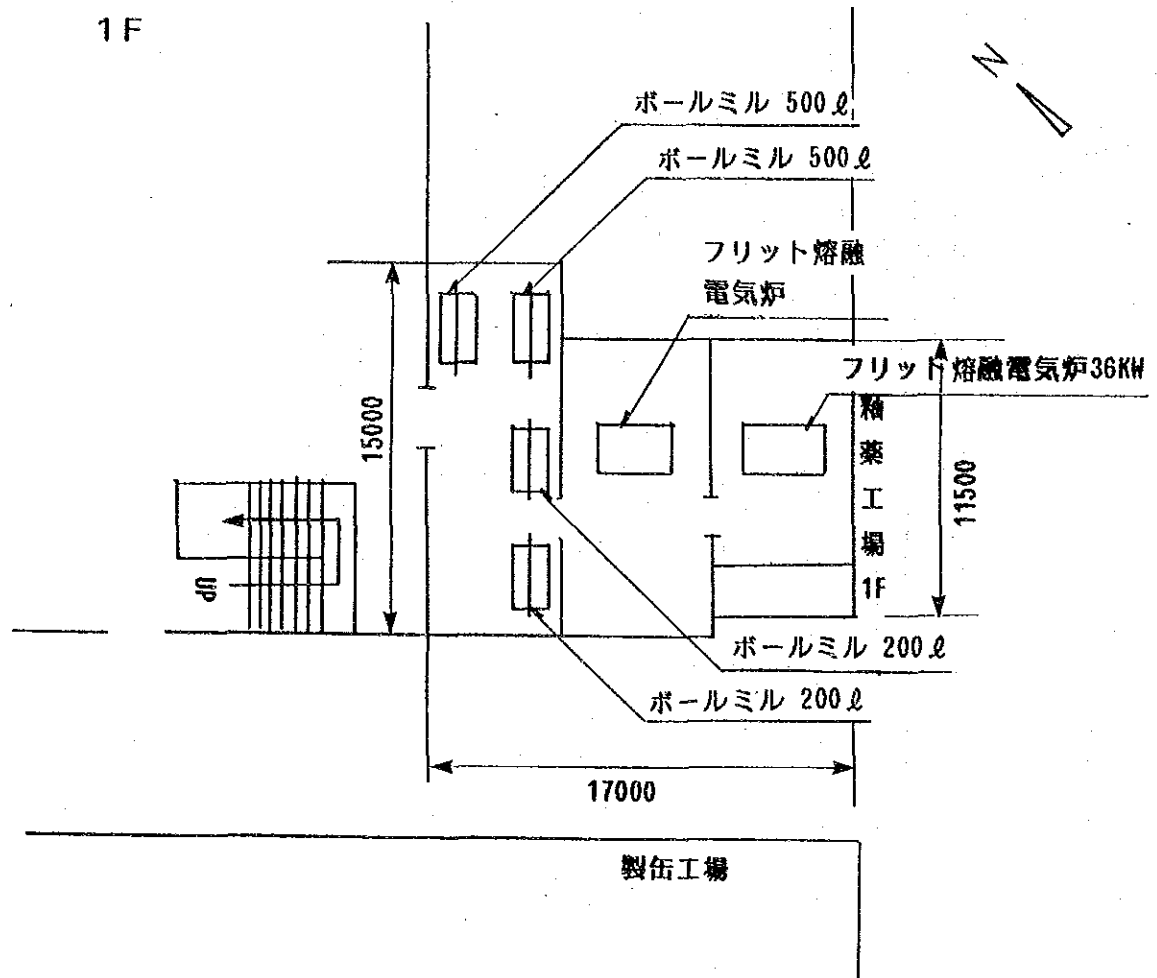 1F
N
ボールミル 500ℓ
ボールミル 500ℓ
フリット熔融
電気炉
フリット熔融電気炉36KW
釉薬工場1F
15000
11500
UP
ボールミル 200ℓ
ボールミル 200ℓ
17000
製缶工場